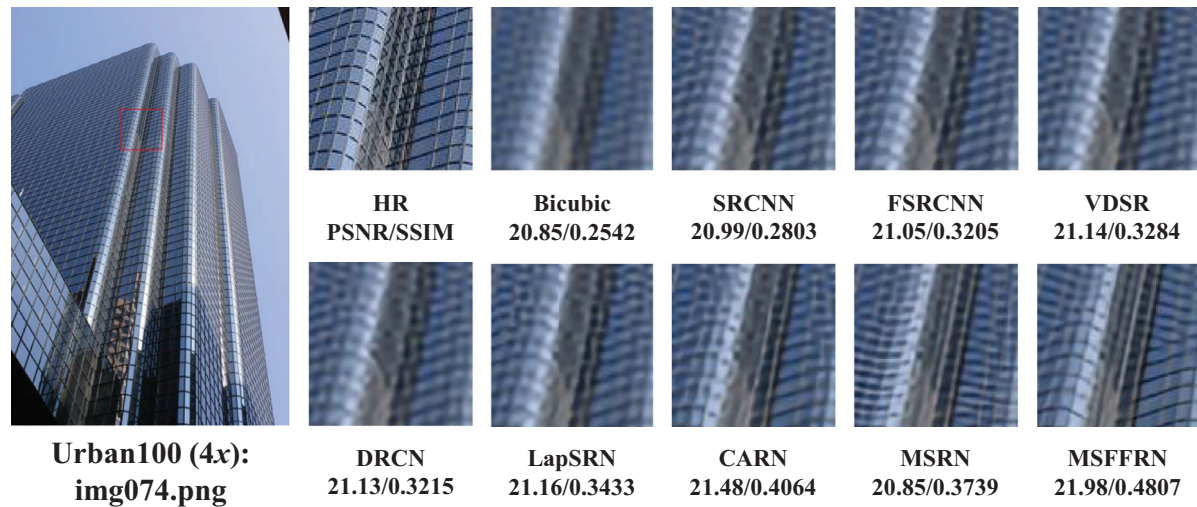 HR
PSNR/SSIM
Bicubic
20.85/0.2542
SRCNN
20.99/0.2803
FSRCNN
21.05/0.3205
VDSR
21.14/0.3284
Urban100 (4x):
img074.png
DRCN
21.13/0.3215
LapSRN
21.16/0.3433
CARN
21.48/0.4064
MSRN
20.85/0.3739
MSFFRN
21.98/0.4807